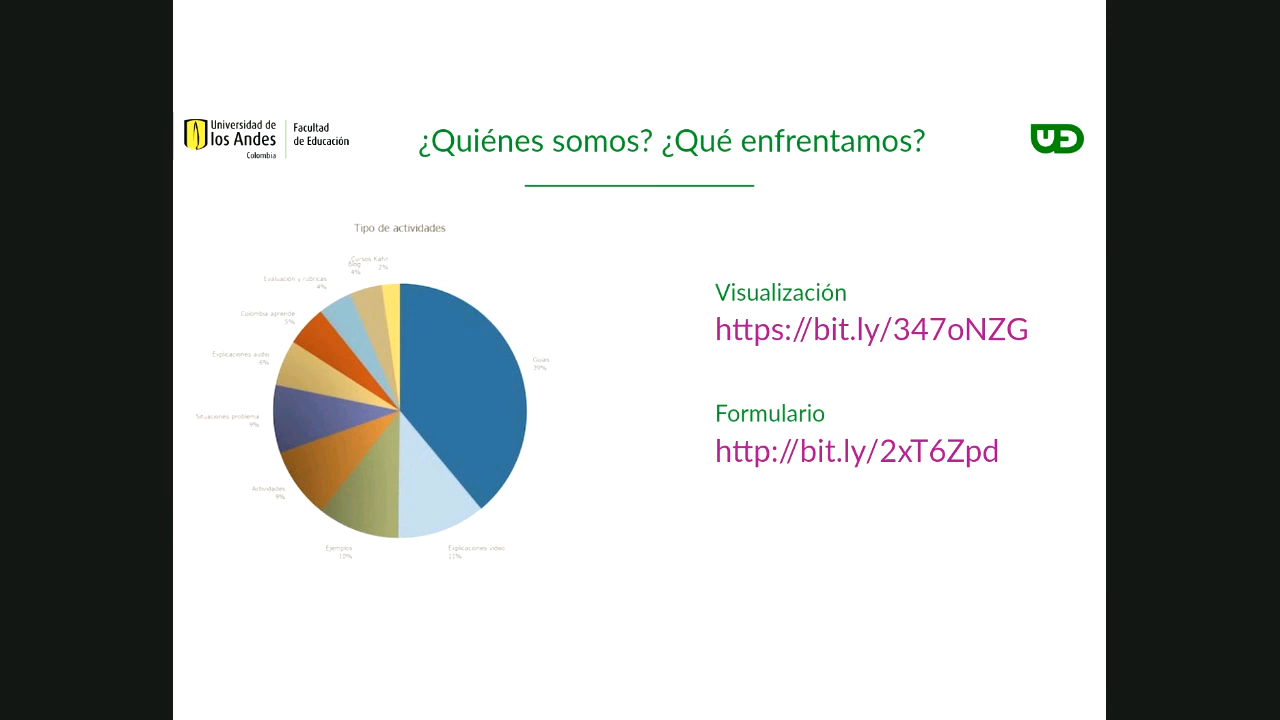 Universidad de
los Andes
Colombia
Facultad
de Educación
¿Quiénes somos? ¿Qué enfrentamos?
Tipo de actividades
Cursos Kahn
2%
Blog
4%
Evaluación y rúbricas
4%
Colombia aprende
5%
Explicaciones audio
6%
Situaciones problema
9%
Actividades
9%
Ejemplos
10%
Explicaciones video
11%
Guías
39%
Visualización
https://bit.ly/347oNZG
Formulario
http://bit.ly/2xT6Zpd